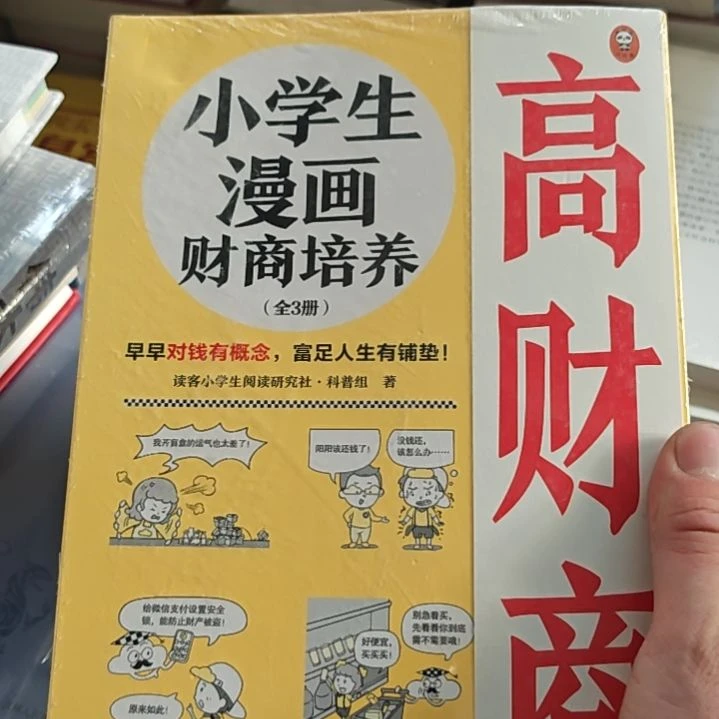 小学生
漫画
财商培养
（全3册）
早早对钱有概念，富足人生有铺垫！
读客小学生阅读研究社·科普组 著
我开盲盒的运气也太差了！
阳阳该还钱了！
没钱还，
该怎么办……
给微信支付设置安全
锁，能防止财产被盗！
原来如此！
好便宜，
买买买！
别急着买，
先看看你到底
需不需要哦！
高财商